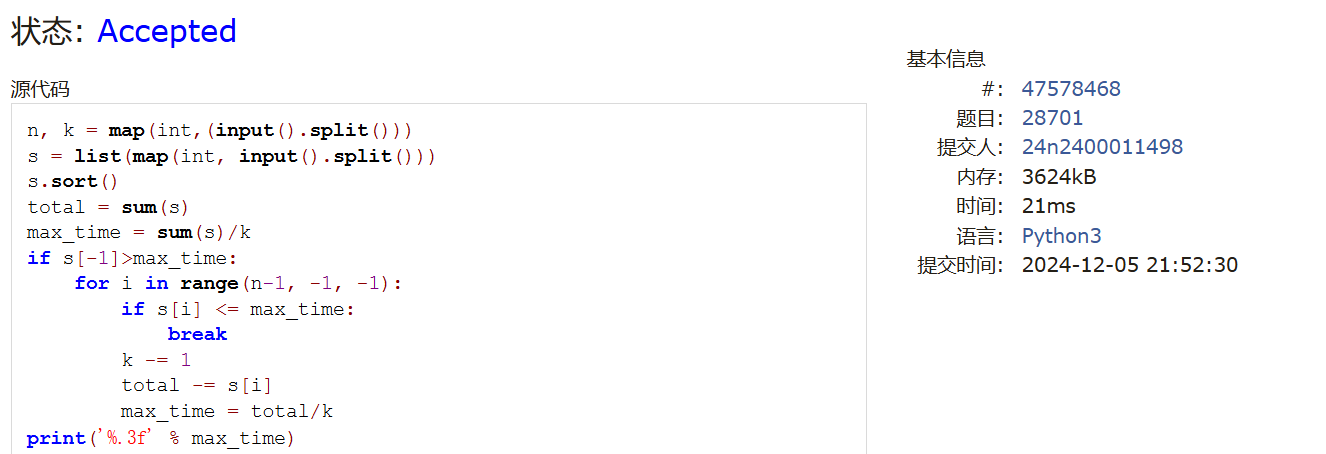 状态: Accepted
源代码
n, k = map(int,(input().split()))
s = list(map(int, input().split()))
s.sort()
total = sum(s)
max_time = sum(s)/k
if s[-1]>max_time:
    for i in range(n-1, -1, -1):
        if s[i] <= max_time:
            break
        k -= 1
        total -= s[i]
        max_time = total/k
print('%.3f' % max_time)
基本信息
#: 47578468
题目: 28701
提交人: 24n2400011498
内存: 3624kB
时间: 21ms
语言: Python3
提交时间: 2024-12-05 21:52:30